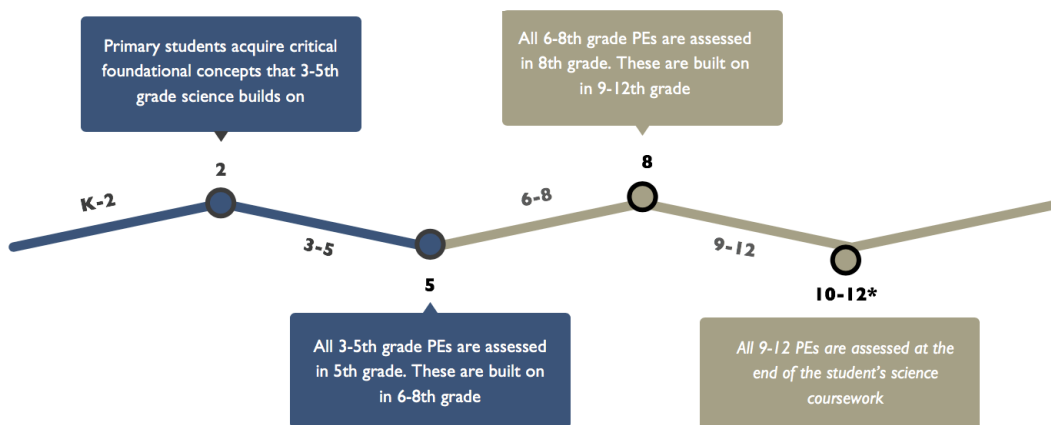 Primary students acquire critical
foundational concepts that 3-5th
grade science builds on
All 6-8th grade PEs are assessed
in 8th grade. These are built on
in 9-12th grade
2
8
K-2
6-8
3-5
9-12
5
10-12*
All 3-5th grade PEs are assessed
in 5th grade. These are built on
in 6-8th grade
All 9-12 PEs are assessed at the
end of the student’s science
coursework